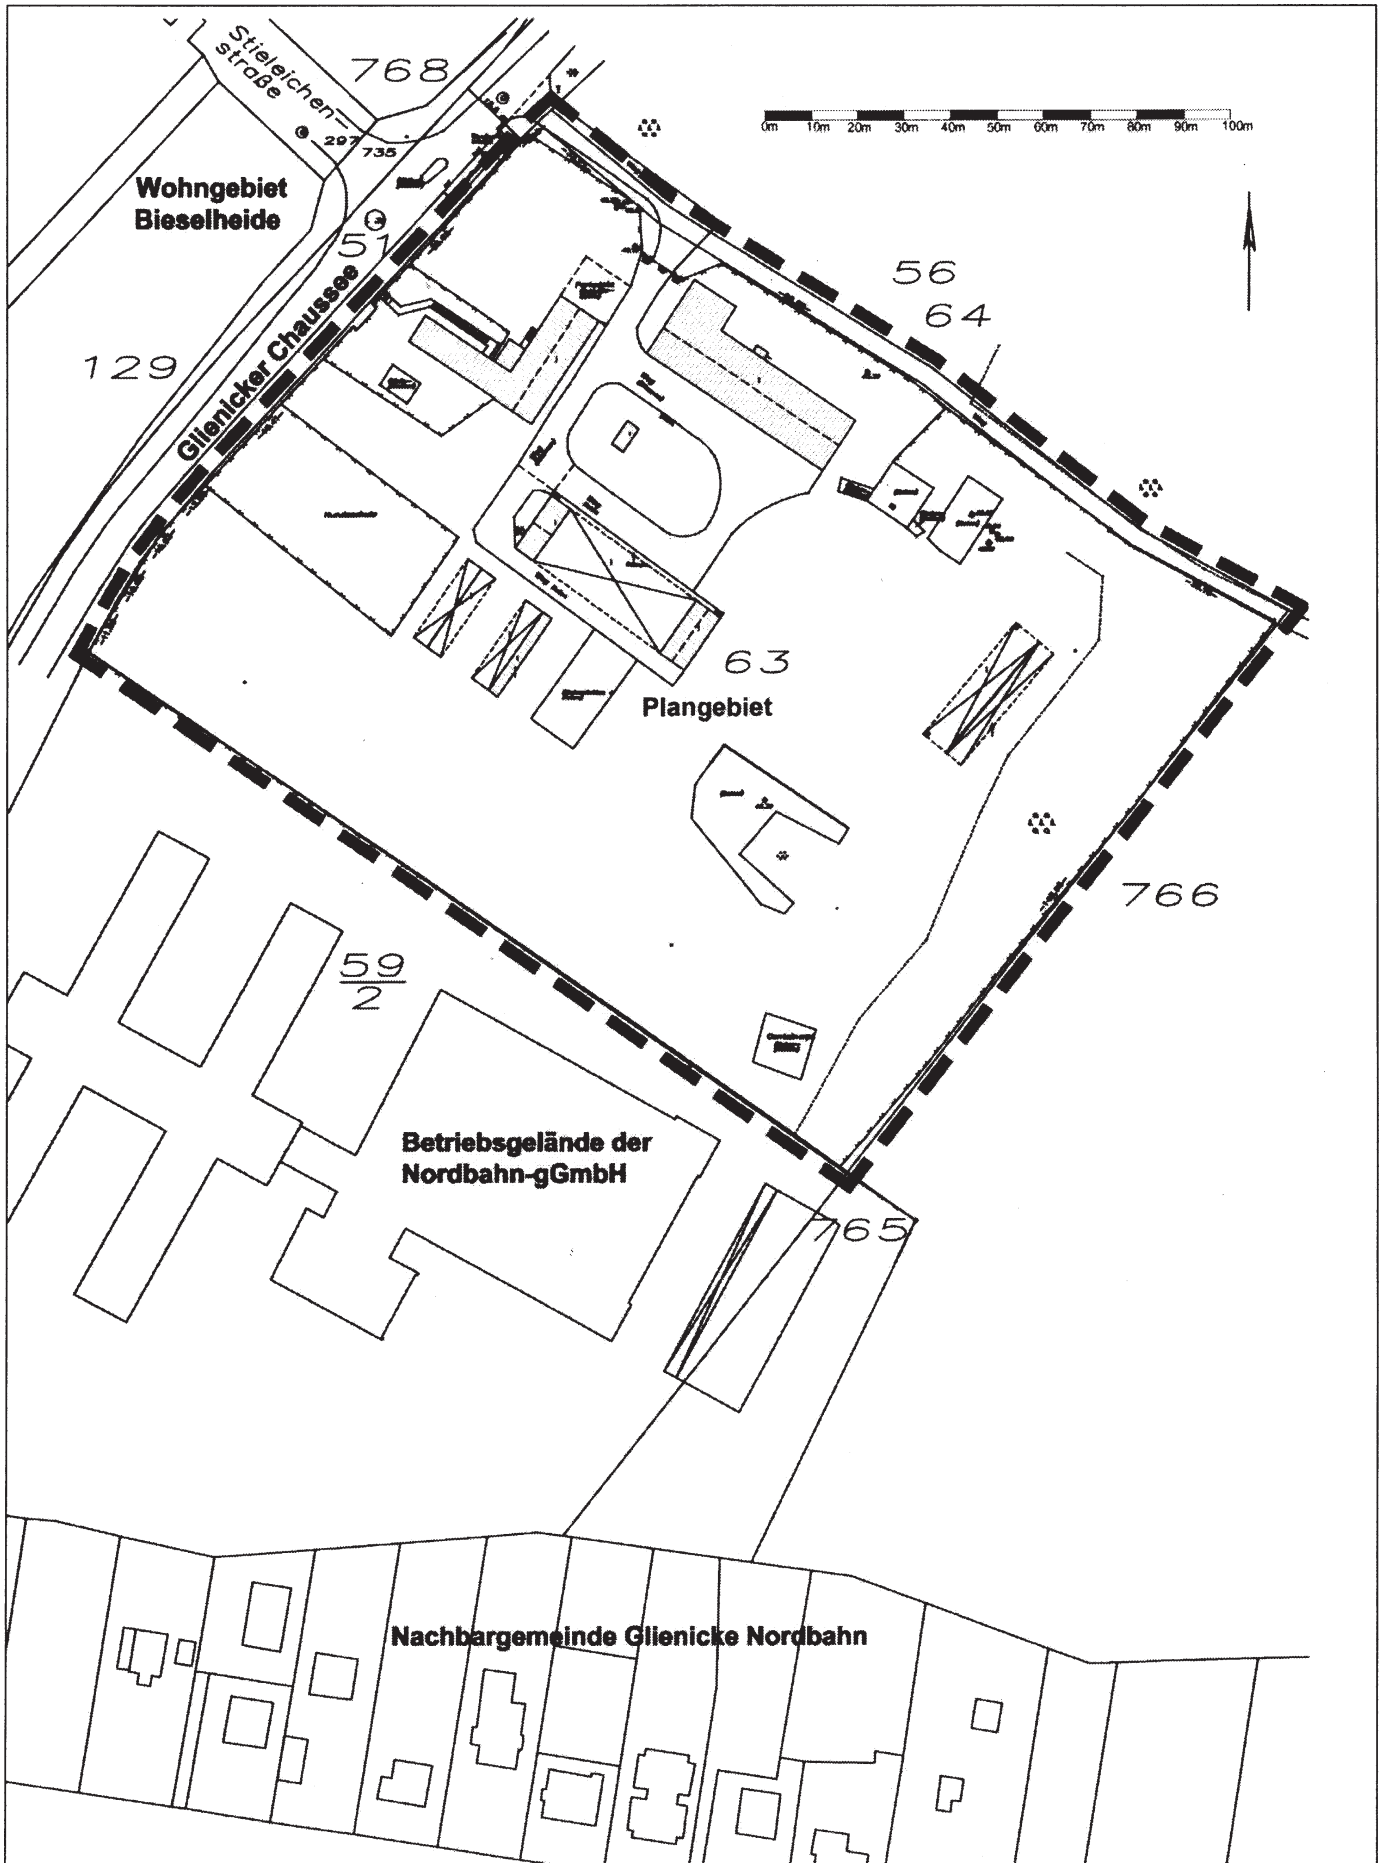 Stieleichen-
straße
768
297
735
0m 10m 20m 30m 40m 50m 60m 70m 80m 90m 100m
Wohngebiet
Bieselheide
51
56
64
129
Glienicker Chaussee
63
Plangebiet
766
59
2
Betriebsgelände der
Nordbahn-gGmbH
765
Nachbargemeinde Glienicke Nordbahn